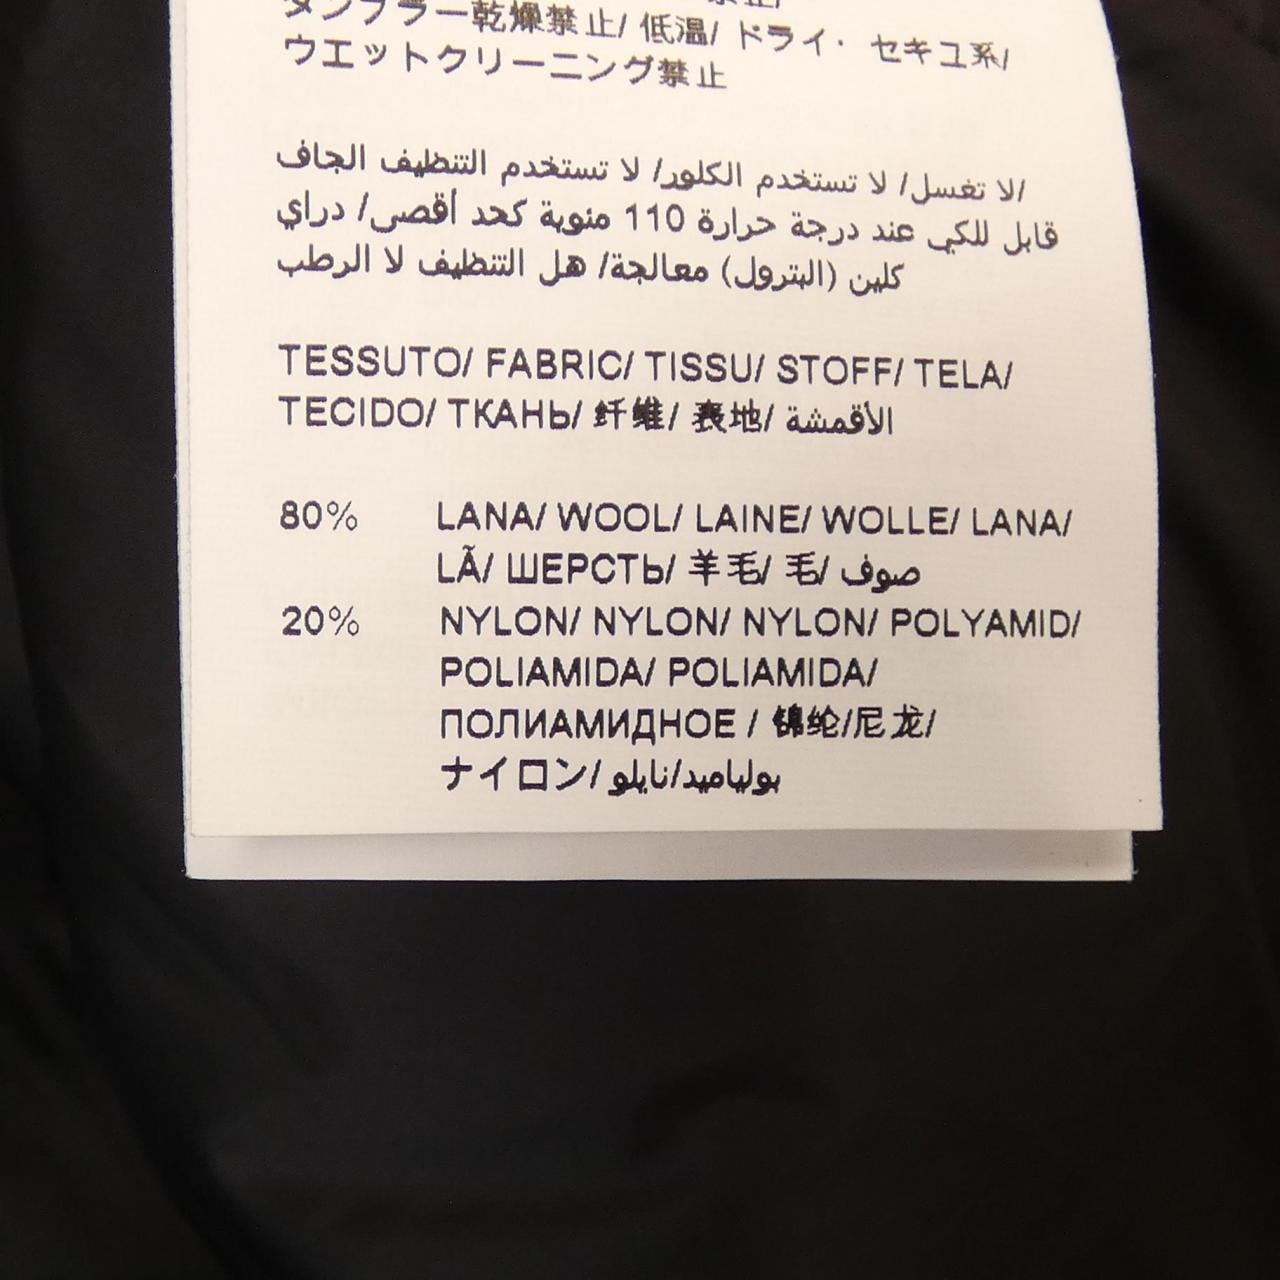 タンブラー乾燥禁止/ 低温/ ドライ・ セキユ系/
ウエットクリーニング禁止
لا تغسل/ لا تستخدم الكلور/ لا تستخدم التنظيف الجاف/
قابل للكي عند درجة حرارة 110 مئوية كحد أقصى/ دراي
كلين (البترول) معالجة/ هل التنظيف لا الرطب
TESSUTO/ FABRIC/ TISSU/ STOFF/ TELA/
TECIDO/ ТКАНЬ/ 纤维/ 表地/ الأقمشة
80% LANA/ WOOL/ LAINE/ WOLLE/ LANA/
LÃ/ ШЕРСТЬ/ 羊毛/ 毛/ صوف
20% NYLON/ NYLON/ NYLON/ POLYAMID/
POLIAMIDA/ POLIAMIDA/
ПОЛИАМИДНОЕ / 锦纶/尼龙/
ナイロン/ بولياميد/نايلو